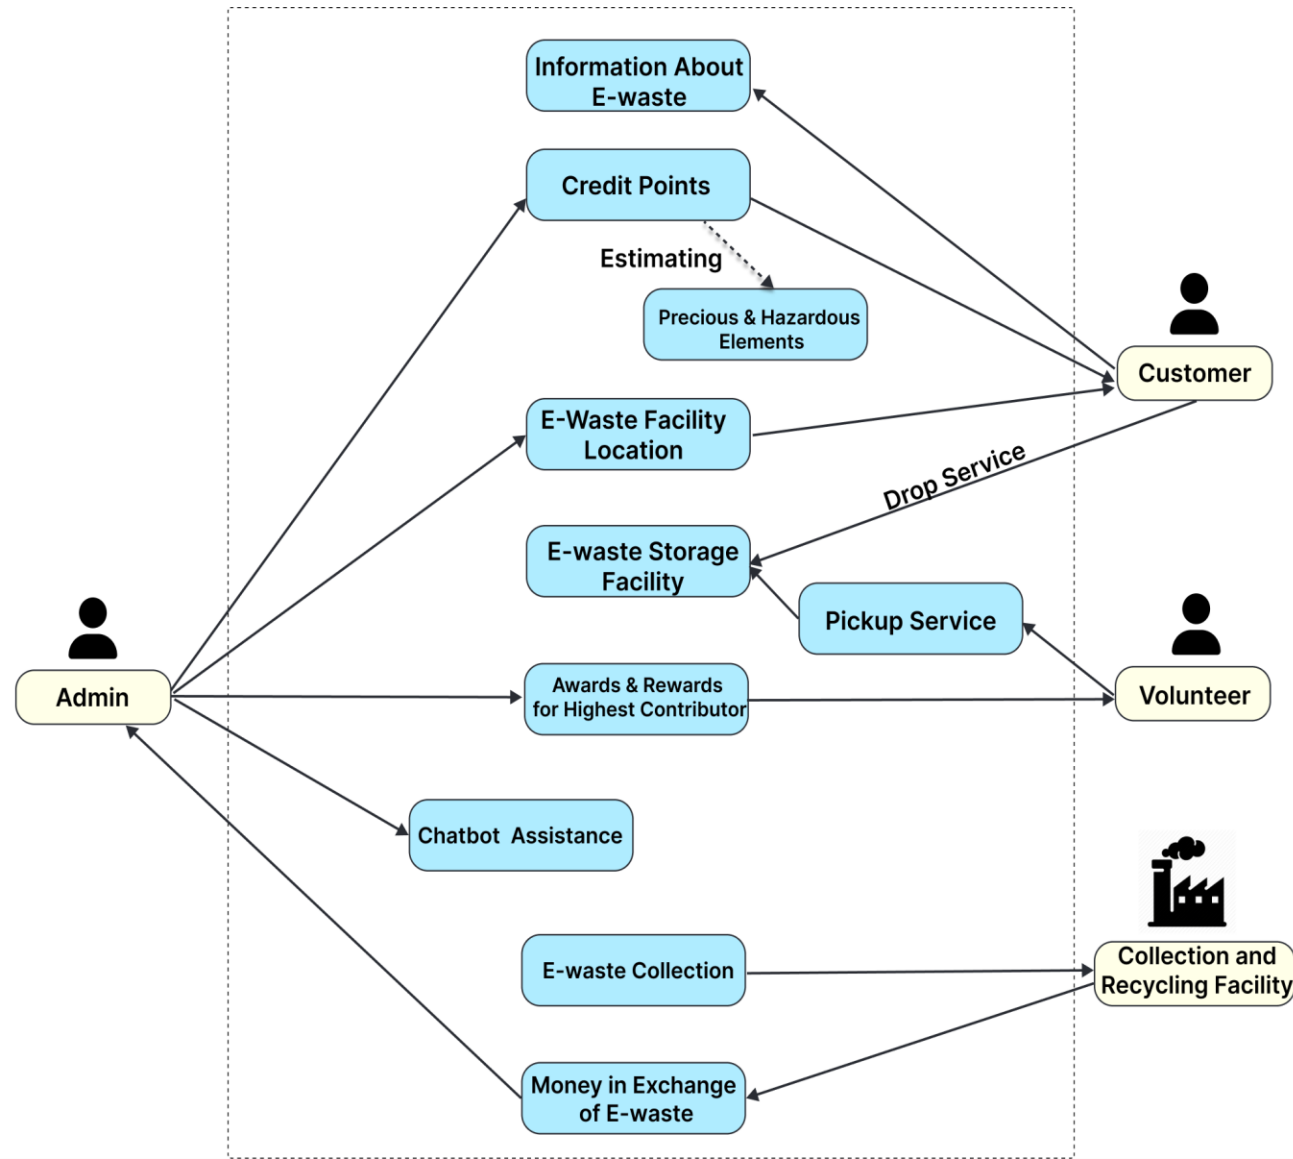 Information About
E-waste
Credit Points
Estimating
Precious & Hazardous
Elements
Customer
E-Waste Facility
Location
Drop Service
E-waste Storage
Facility
Pickup Service
Admin
Awards & Rewards
for Highest Contributor
Volunteer
Chatbot Assistance
E-waste Collection
Collection and
Recycling Facility
Money in Exchange
of E-waste